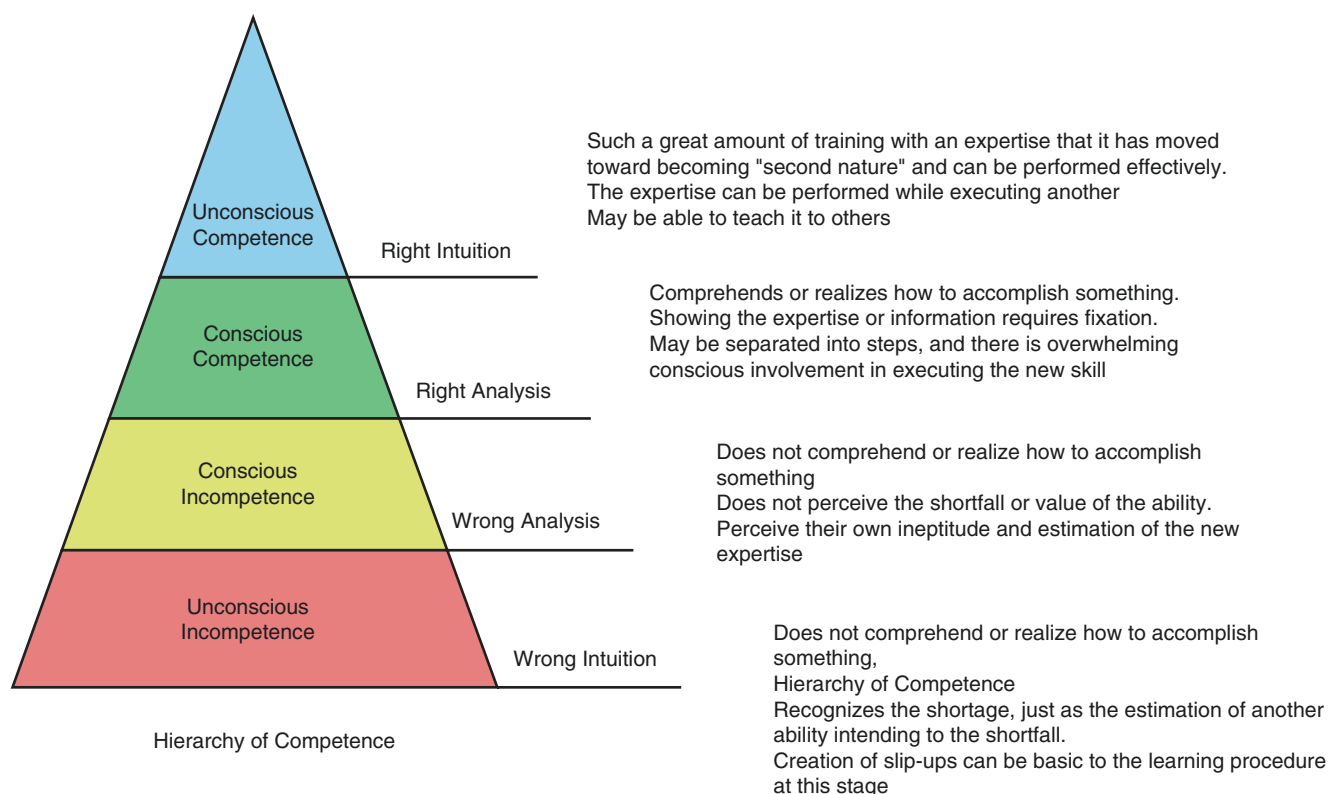 Such a great amount of training with an expertise that it has moved
toward becoming "second nature" and can be performed effectively.
The expertise can be performed while executing another
May be able to teach it to others
Unconscious
Competence
Right Intuition
Comprehends or realizes how to accomplish something.
Showing the expertise or information requires fixation.
May be separated into steps, and there is overwhelming
conscious involvement in executing the new skill
Conscious
Competence
Right Analysis
Does not comprehend or realize how to accomplish
something
Does not perceive the shortfall or value of the ability.
Perceive their own ineptitude and estimation of the new
expertise
Conscious
Incompetence
Wrong Analysis
Unconscious
Incompetence
Wrong Intuition
Does not comprehend or realize how to accomplish
something,
Hierarchy of Competence
Recognizes the shortage, just as the estimation of another
ability intending to the shortfall.
Creation of slip-ups can be basic to the learning procedure
at this stage
Hierarchy of Competence